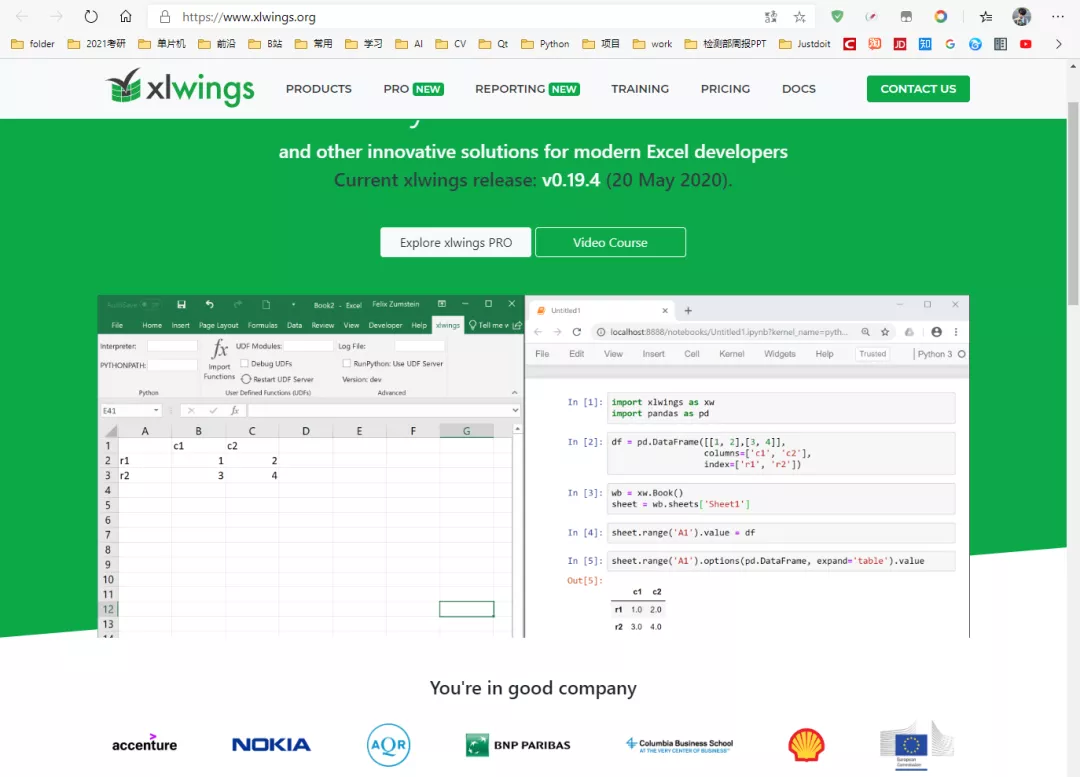 https://www.xlwings.org
folder 2021考研 单片机 前沿 B站 常用 学习 AI CV Qt Python 项目 work 检测部周报PPT Justdoit
xlwings PRODUCTS PRO NEW REPORTING NEW TRAINING PRICING DOCS CONTACT US
and other innovative solutions for modern Excel developers
Current xlwings release: v0.19.4 (20 May 2020).
Explore xlwings PRO Video Course
AutoSave Book2 - Excel Felix Zumstein
File Home Insert Page Layout Formulas Data Review View Developer Help xlwings Tell me
Interpreter: UDF Modules: Log File:
PYTHONPATH: Import Functions Debug UDFs RunPython: Use UDF Server
Restart UDF Server Version: dev
Python User Defined Functions (UDFs) Advanced
E41 fx
A B C D E F G
1 c1 c2
2 r1 1 2
3 r2 3 4
4
5
6
7
8
9
10
11
12
13
Untitled1
localhost:8888/notebooks/Untitled1.ipynb?kernel_name=pyth...
File Edit View Insert Cell Kernel Widgets Help Trusted Python 3
In [1]: import xlwings as xw
import pandas as pd
In [2]: df = pd.DataFrame([[1, 2],[3, 4]],
columns=['c1', 'c2'],
index=['r1', 'r2'])
In [3]: wb = xw.Book()
sheet = wb.sheets['Sheet1']
In [4]: sheet.range('A1').value = df
In [5]: sheet.range('A1').options(pd.DataFrame, expand='table').value
Out[5]:
c1 c2
r1 1.0 2.0
r2 3.0 4.0
You're in good company
accenture NOKIA AQR BNP PARIBAS Columbia Business School
AT THE VERY CENTER OF BUSINESS
European
Commission